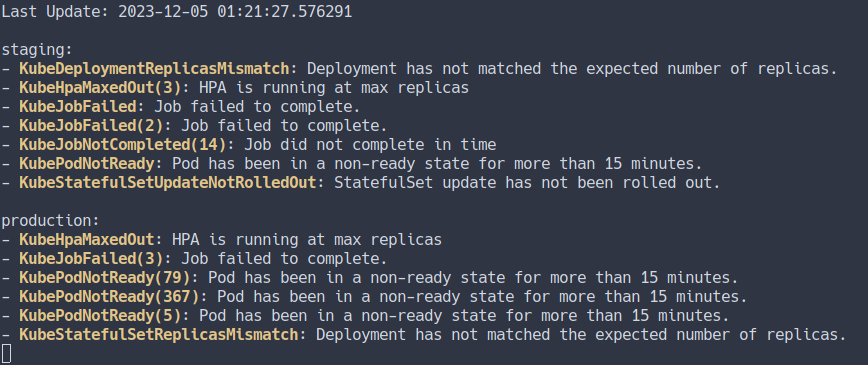 Last Update: 2023-12-05 01:21:27.576291
staging:
- KubeDeploymentReplicasMismatch: Deployment has not matched the expected number of replicas.
- KubeHpaMaxedOut(3): HPA is running at max replicas
- KubeJobFailed: Job failed to complete.
- KubeJobFailed(2): Job failed to complete.
- KubeJobNotCompleted(14): Job did not complete in time
- KubePodNotReady: Pod has been in a non-ready state for more than 15 minutes.
- KubeStatefulSetUpdateNotRolledOut: StatefulSet update has not been rolled out.
production:
- KubeHpaMaxedOut: HPA is running at max replicas
- KubeJobFailed(3): Job failed to complete.
- KubePodNotReady(79): Pod has been in a non-ready state for more than 15 minutes.
- KubePodNotReady(367): Pod has been in a non-ready state for more than 15 minutes.
- KubePodNotReady(5): Pod has been in a non-ready state for more than 15 minutes.
- KubeStatefulSetReplicasMismatch: Deployment has not matched the expected number of replicas.